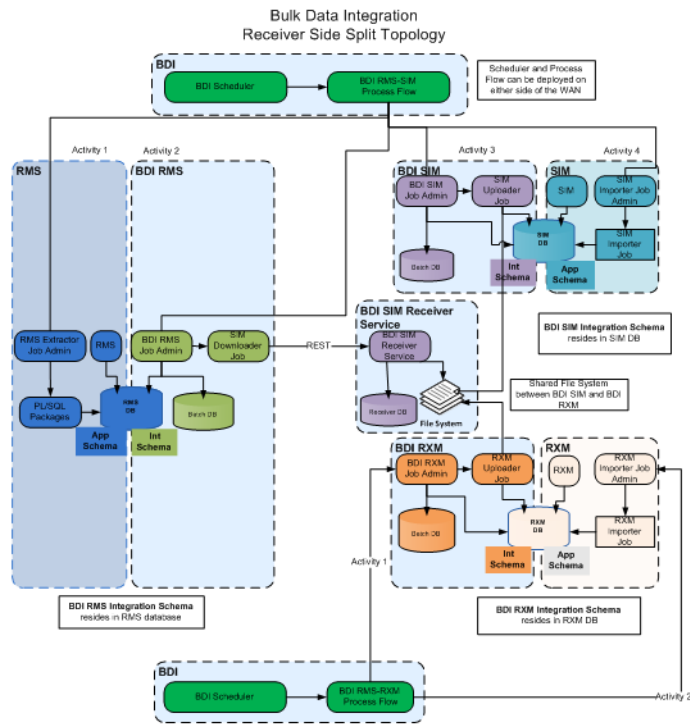 Bulk Data Integration
Receiver Side Split Topology
BDI
BDI Scheduler
BDI RMS-SIM
Process Flow
Scheduler and Process
Flow can be deployed on
either side of the WAN
Activity 1
Activity 2
Activity 3
Activity 4
RMS
BDI RMS
BDI SIM
SIM
BDI SIM
Job Admin
SIM
Uploader
Job
SIM
SIM
Importer Job
Admin
SIM
DB
SIM
Importer
Job
Batch DB
Int
Schema
App
Schema
BDI SIM Integration Schema
resides in SIM DB
RMS Extractor
Job Admin
RMS
BDI RMS
Job Admin
SIM
Downloader
Job
REST
BDI SIM Receiver
Service
BDI SIM
Receiver
Service
Receiver DB
File System
Shared File System
between BDI SIM and BDI
RXM
PL/SQL
Packages
RMS
DB
Batch DB
App
Schema
Int
Schema
BDI RXM
RXM
BDI RXM
Job Admin
RXM
Uploader
Job
RXM
RXM
Importer Job
Admin
Batch DB
RXM
DB
RXM
Importer
Job
Int
Schema
App
Schema
Activity 1
BDI RMS Integration Schema
resides in RMS database
BDI RXM Integration Schema
resides in RXM DB
BDI
BDI Scheduler
BDI RMS-RXM
Process Flow
Activity 2